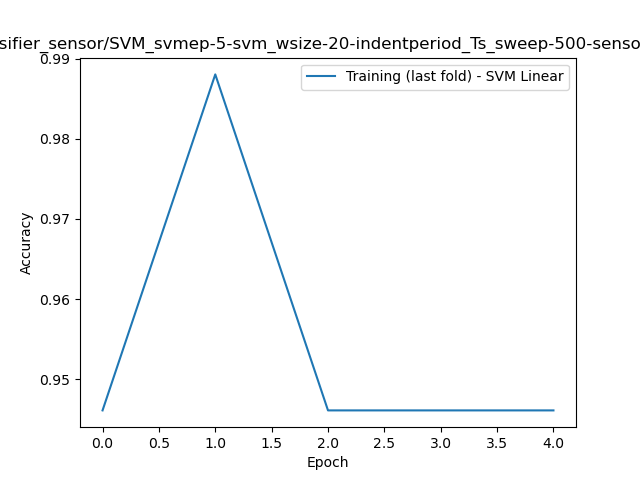 sifier_sensor/SVM_svmep-5-svm_wsize-20-indentperiod_Ts_sweep-500-senso
Training (last fold) - SVM Linear
0.99
0.98
0.97
0.96
0.95
Accuracy
0.0 0.5 1.0 1.5 2.0 2.5 3.0 3.5 4.0
Epoch